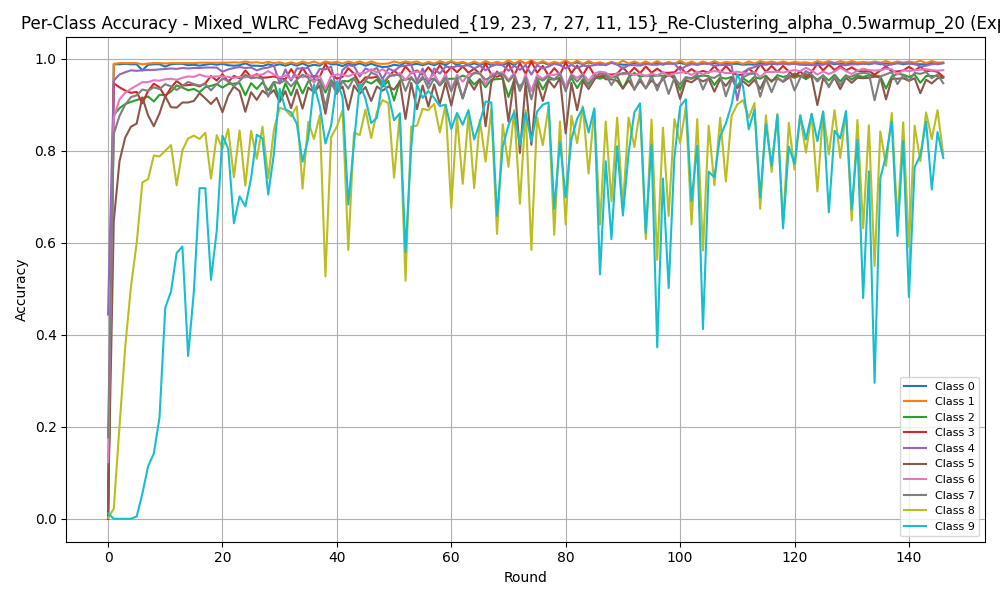 Per-Class Accuracy - Mixed_WLRC_FedAvg Scheduled_{19, 23, 7, 27, 11, 15}_Re-Clustering_alpha_0.5warmup_20 (Exp
1.0
0.8
0.6
0.4
0.2
0.0
Accuracy
0 20 40 60 80 100 120 140
Round
Class 0
Class 1
Class 2
Class 3
Class 4
Class 5
Class 6
Class 7
Class 8
Class 9